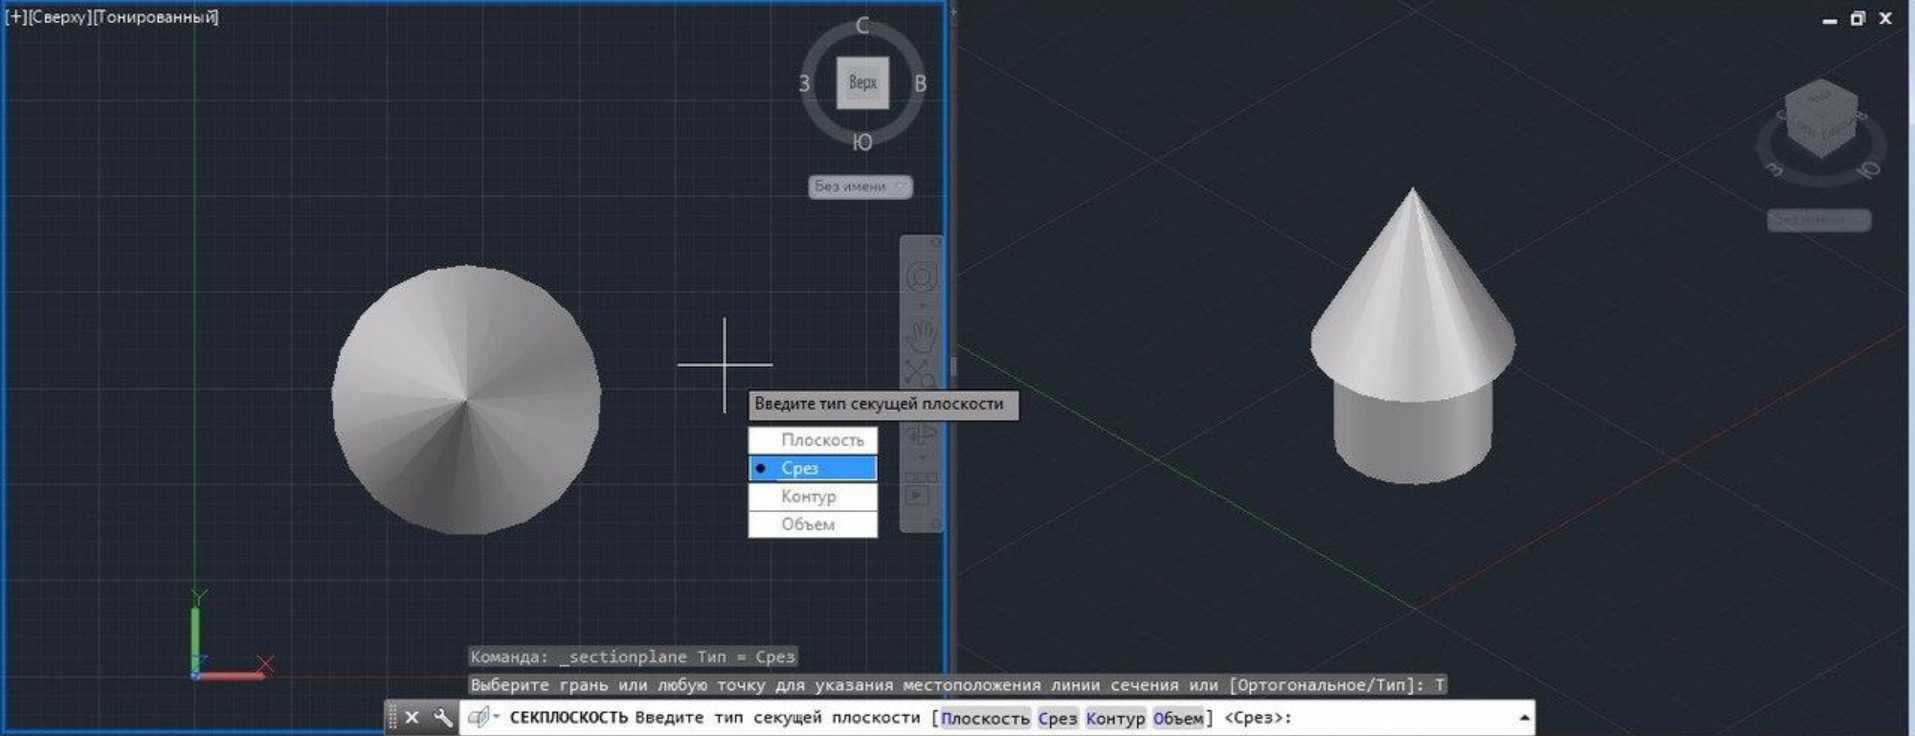 [+][Сверху][Тонированный]
С
З
Верх
В
Ю
Без имени
Введите тип секущей плоскости
Плоскость
Срез
Контур
Объем
Y
Z
X
З
Ю
Команда: _sectionplane Тип = Срез
Выберите грань или любую точку для указания местоположения линии сечения или [Ортогональное/Тип]: Т
СЕКПЛОСКОСТЬ Введите тип секущей плоскости [Плоскость Срез Контур Объем] <Срез>: